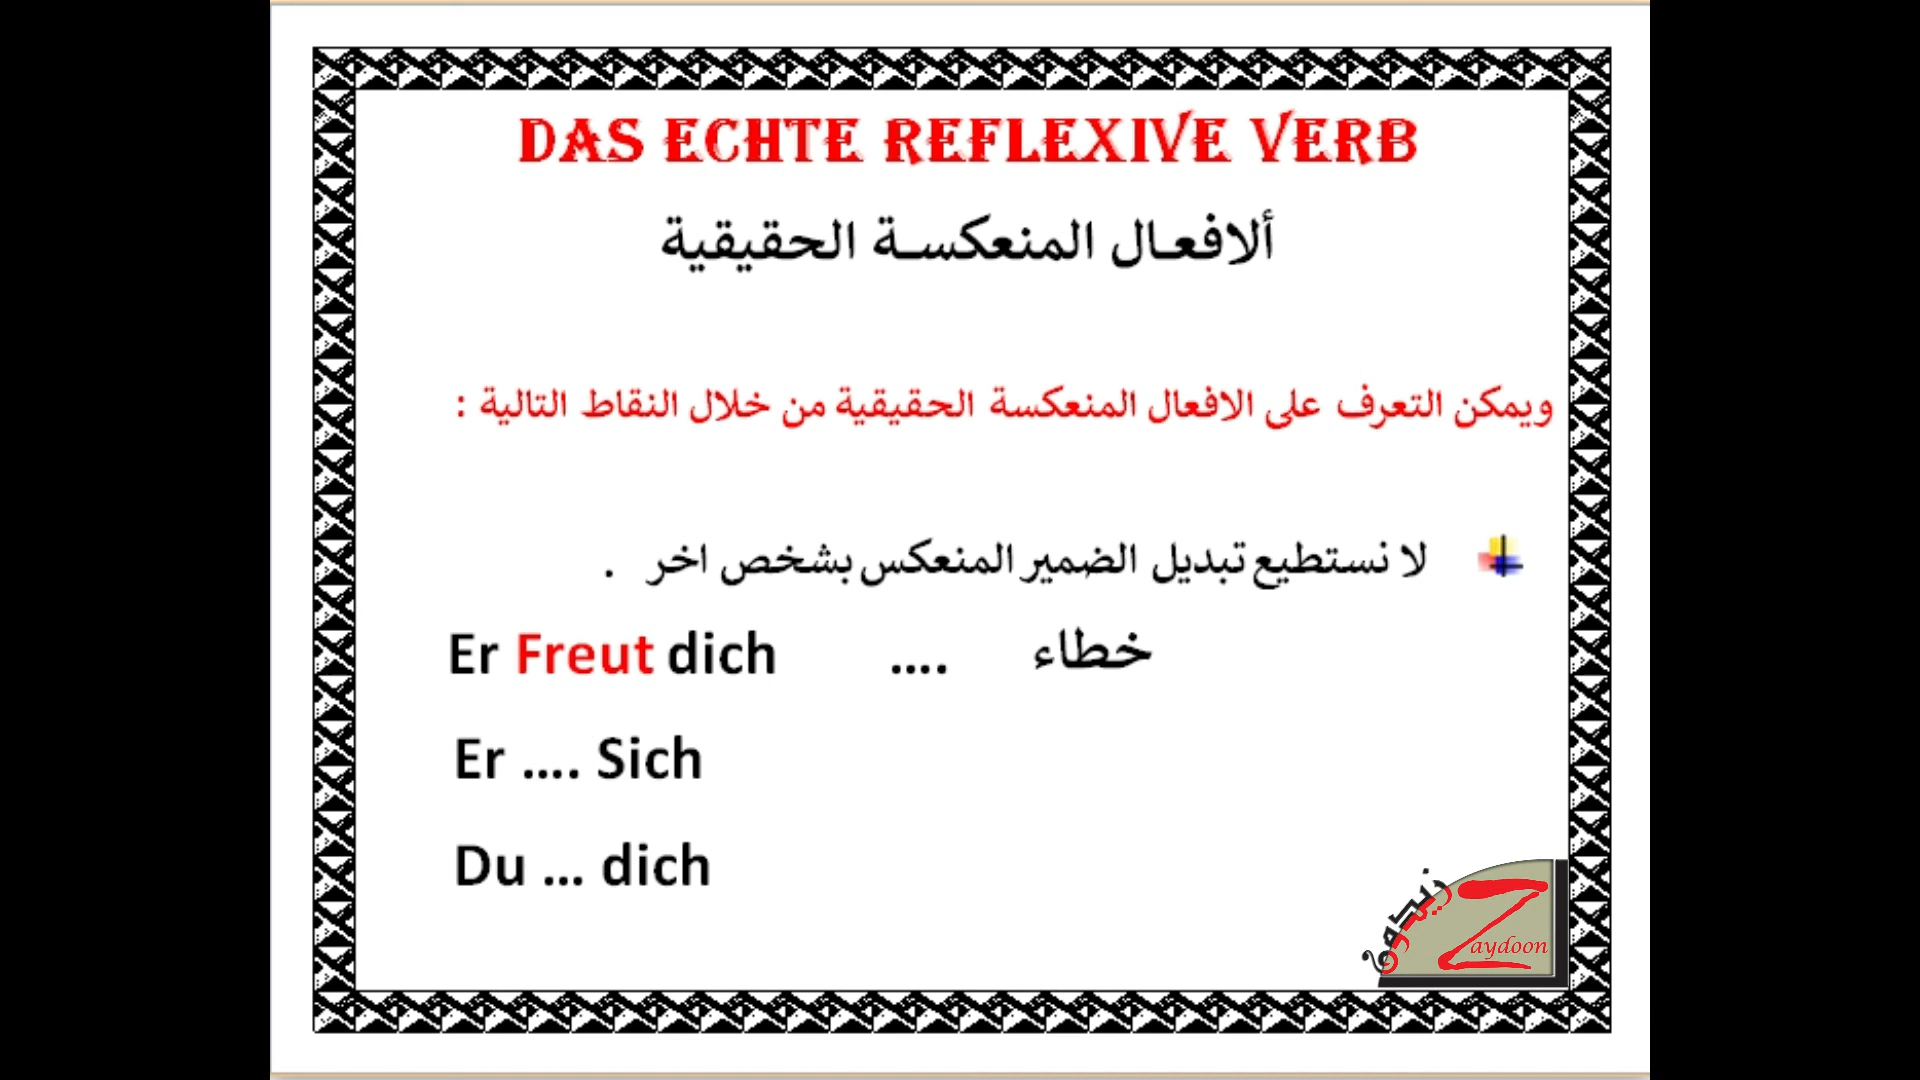 DAS ECHTE REFLEXIVE VERB
ألافعال المنعكسة الحقيقية
ويمكن التعرف على الافعال المنعكسة الحقيقية من خلال النقاط التالية :
لا نستطيع تبديل الضمير المنعكس بشخص اخر .
Er Freut dich .... خطاء
Er .... Sich
Du ... dich
زيدون
Zaydoon